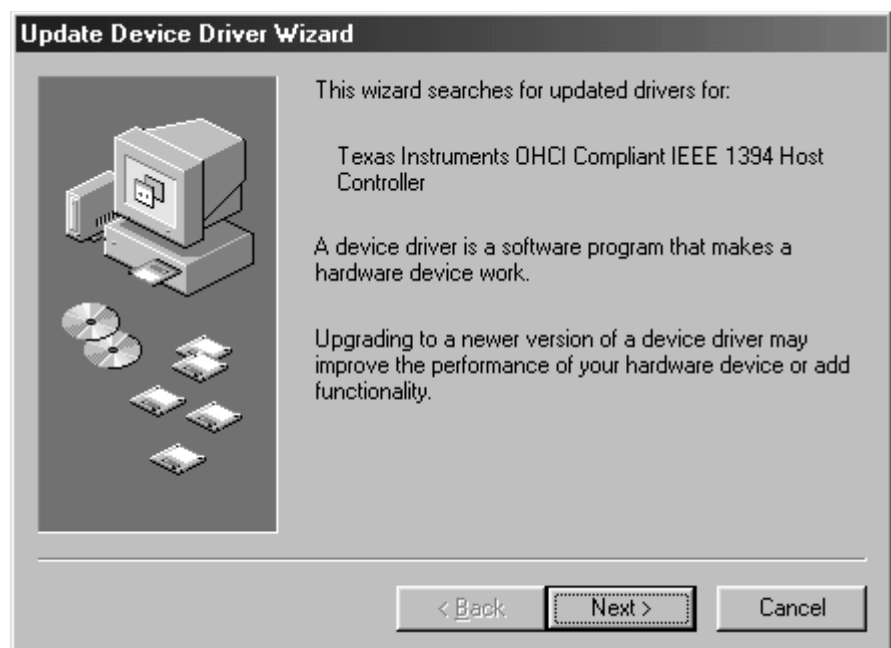 Update Device Driver Wizard
This wizard searches for updated drivers for:
Texas Instruments OHCI Compliant IEEE 1394 Host
Controller
A device driver is a software program that makes a
hardware device work.
Upgrading to a newer version of a device driver may
improve the performance of your hardware device or add
functionality.
< Back
Next >
Cancel